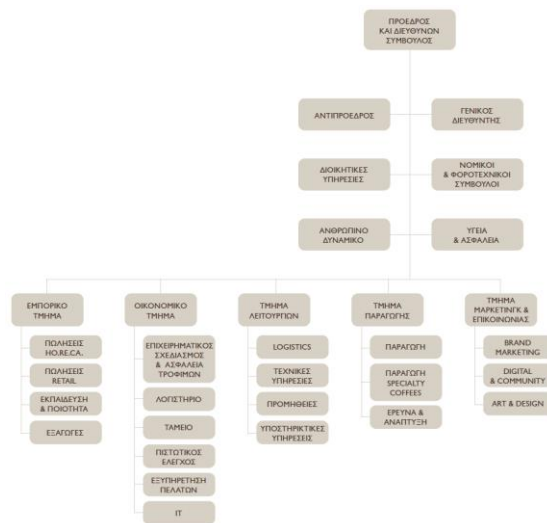 ΠΡΟΕΔΡΟΣ
ΚΑΙ ΔΙΕΥΘΥΝΩΝ
ΣΥΜΒΟΥΛΟΣ
ΑΝΤΙΠΡΟΕΔΡΟΣ
ΓΕΝΙΚΟΣ
ΔΙΕΥΘΥΝΤΗΣ
ΔΙΟΙΚΗΤΙΚΕΣ
ΥΠΗΡΕΣΙΕΣ
ΝΟΜΙΚΟΙ
& ΦΟΡΟΤΕΧΝΙΚΟΙ
ΣΥΜΒΟΥΛΟΙ
ΑΝΘΡΩΠΙΝΟ
ΔΥΝΑΜΙΚΟ
ΥΓΕΙΑ
& ΑΣΦΑΛΕΙΑ
ΕΜΠΟΡΙΚΟ
ΤΜΗΜΑ
ΠΩΛΗΣΕΙΣ
HO.RE.CA.
ΠΩΛΗΣΕΙΣ
RETAIL
ΕΚΠΑΙΔΕΥΣΗ
& ΠΟΙΟΤΗΤΑ
ΕΞΑΓΩΓΕΣ
ΟΙΚΟΝΟΜΙΚΟ
ΤΜΗΜΑ
ΕΠΙΧΕΙΡΗΜΑΤΙΚΟΣ
ΣΧΕΔΙΑΣΜΟΣ
& ΑΣΦΑΛΕΙΑ
ΤΡΟΦΙΜΩΝ
ΛΟΓΙΣΤΗΡΙΟ
ΤΑΜΕΙΟ
ΠΙΣΤΩΤΙΚΟΣ
ΕΛΕΓΧΟΣ
ΕΞΥΠΗΡΕΤΗΣΗ
ΠΕΛΑΤΩΝ
IT
ΤΜΗΜΑ
ΛΕΙΤΟΥΡΓΙΩΝ
LOGISTICS
ΤΕΧΝΙΚΕΣ
ΥΠΗΡΕΣΙΕΣ
ΠΡΟΜΗΘΕΙΕΣ
ΥΠΟΣΤΗΡΙΚΤΙΚΕΣ
ΥΠΗΡΕΣΕΙΣ
ΤΜΗΜΑ
ΠΑΡΑΓΩΓΗΣ
ΠΑΡΑΓΩΓΗ
ΠΑΡΑΓΩΓΗ
SPECIALTY
COFFEES
ΕΡΕΥΝΑ &
ΑΝΑΠΤΥΞΗ
ΤΜΗΜΑ
ΜΑΡΚΕΤΙΝΓΚ &
ΕΠΙΚΟΙΝΩΝΙΑΣ
BRAND
MARKETING
DIGITAL
& COMMUNITY
ART & DESIGN